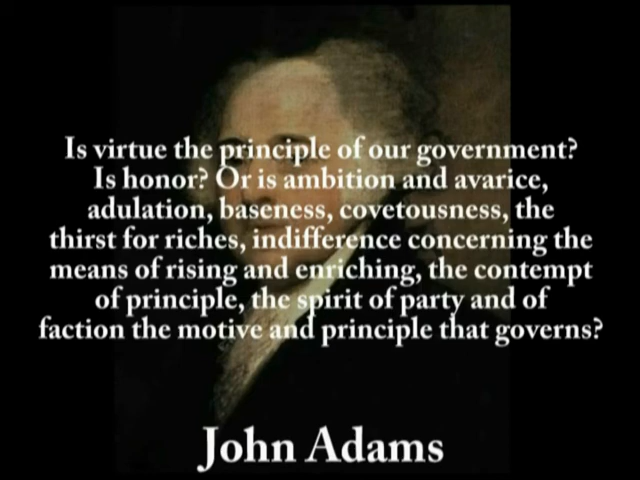 Is virtue the principle of our government?
Is honor? Or is ambition and avarice,
adulation, baseness, covetousness, the
thirst for riches, indifference concerning the
means of rising and enriching, the contempt
of principle, the spirit of party and of
faction the motive and principle that governs?
John Adams